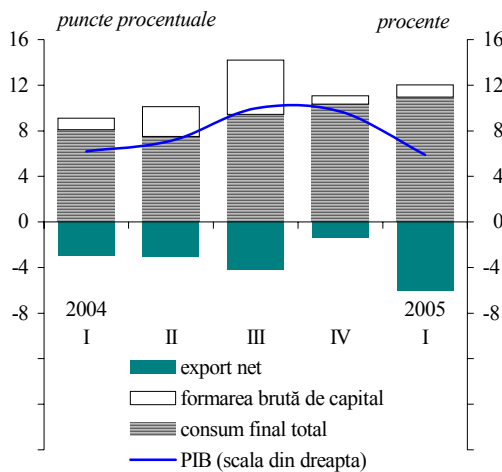 puncte procentuale procente
16 16
12 12
8 8
4 4
0 0
-4 -4
-8 -8
2004 2005
I II III IV I
export net
formarea brută de capital
consum final total
PIB (scala din dreapta)